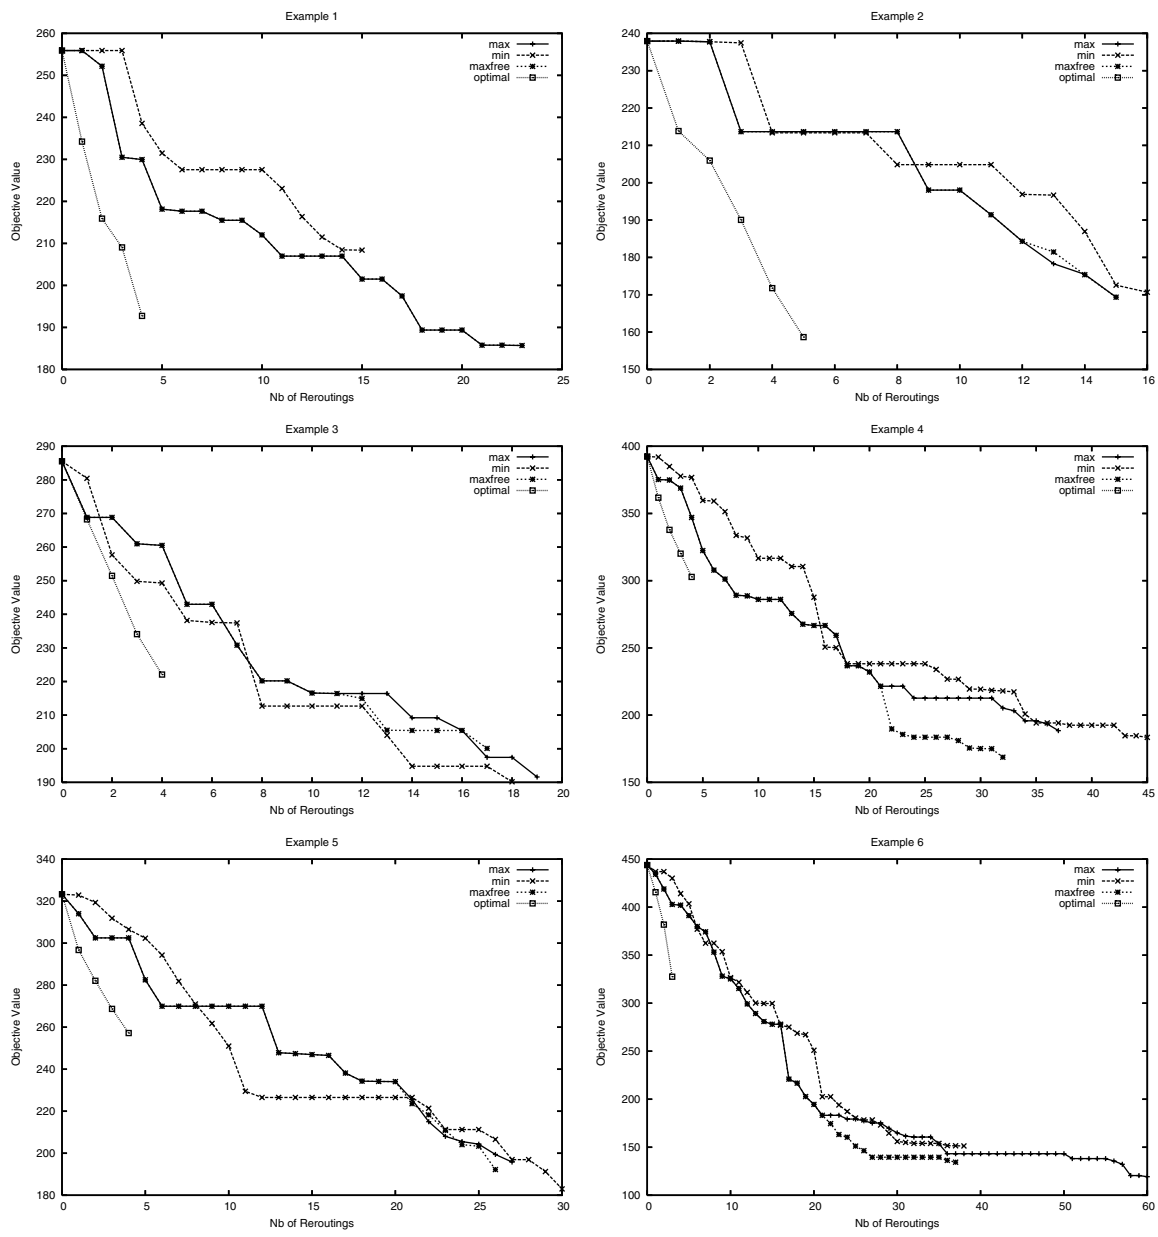 Example 1
260
250
240
230
220
210
200
190
180
0 5 10 15 20 25
Objective Value
Nb of Reroutings
max
min
maxfree
optimal
Example 2
240
230
220
210
200
190
180
170
160
150
0 2 4 6 8 10 12 14 16
Objective Value
Nb of Reroutings
max
min
maxfree
optimal
Example 3
290
280
270
260
250
240
230
220
210
200
190
0 2 4 6 8 10 12 14 16 18 20
Objective Value
Nb of Reroutings
max
min
maxfree
optimal
Example 4
400
350
300
250
200
150
0 5 10 15 20 25 30 35 40 45
Objective Value
Nb of Reroutings
max
min
maxfree
optimal
Example 5
340
320
300
280
260
240
220
200
180
0 5 10 15 20 25 30
Objective Value
Nb of Reroutings
max
min
maxfree
optimal
Example 6
450
400
350
300
250
200
150
100
0 10 20 30 40 50 60
Objective Value
Nb of Reroutings
max
min
maxfree
optimal